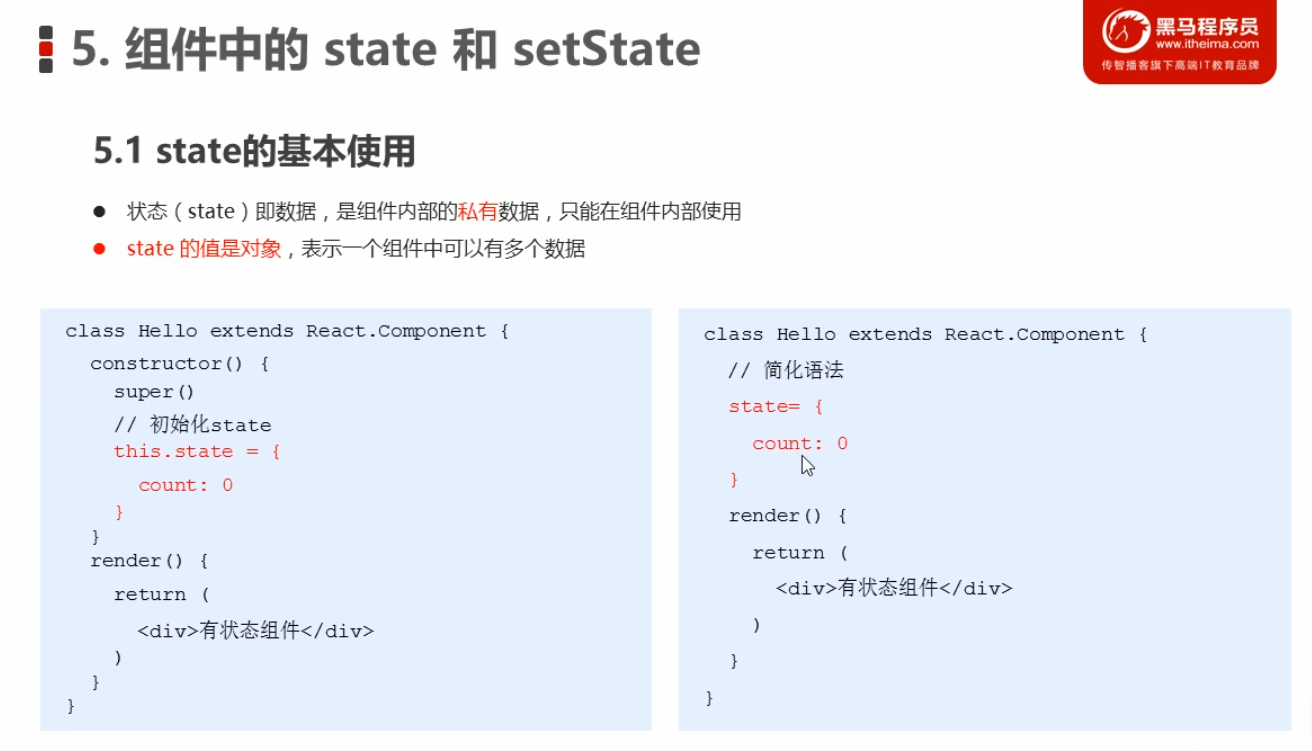 5. 组件中的 state 和 setState
黑马程序员
www.itheima.com
传智播客旗下高端IT教育品牌
5.1 state的基本使用
状态（state）即数据，是组件内部的私有数据，只能在组件内部使用
state 的值是对象，表示一个组件中可以有多个数据
class Hello extends React.Component {
constructor() {
super()
// 初始化state
this.state = {
count: 0
}
}
render() {
return (
<div>有状态组件</div>
)
}
}
class Hello extends React.Component {
// 简化语法
state= {
count: 0
}
render() {
return (
<div>有状态组件</div>
)
}
}